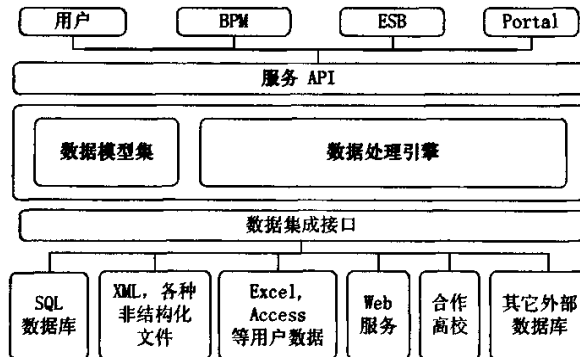 用户
BPM
ESB
Portal
服务 API
数据模型集
数据处理引擎
数据集成接口
SQL
数据库
XML，各种
非结构化
文件
Excel,
Access
等用户数据
Web
服务
合作
高校
其它外部
数据库